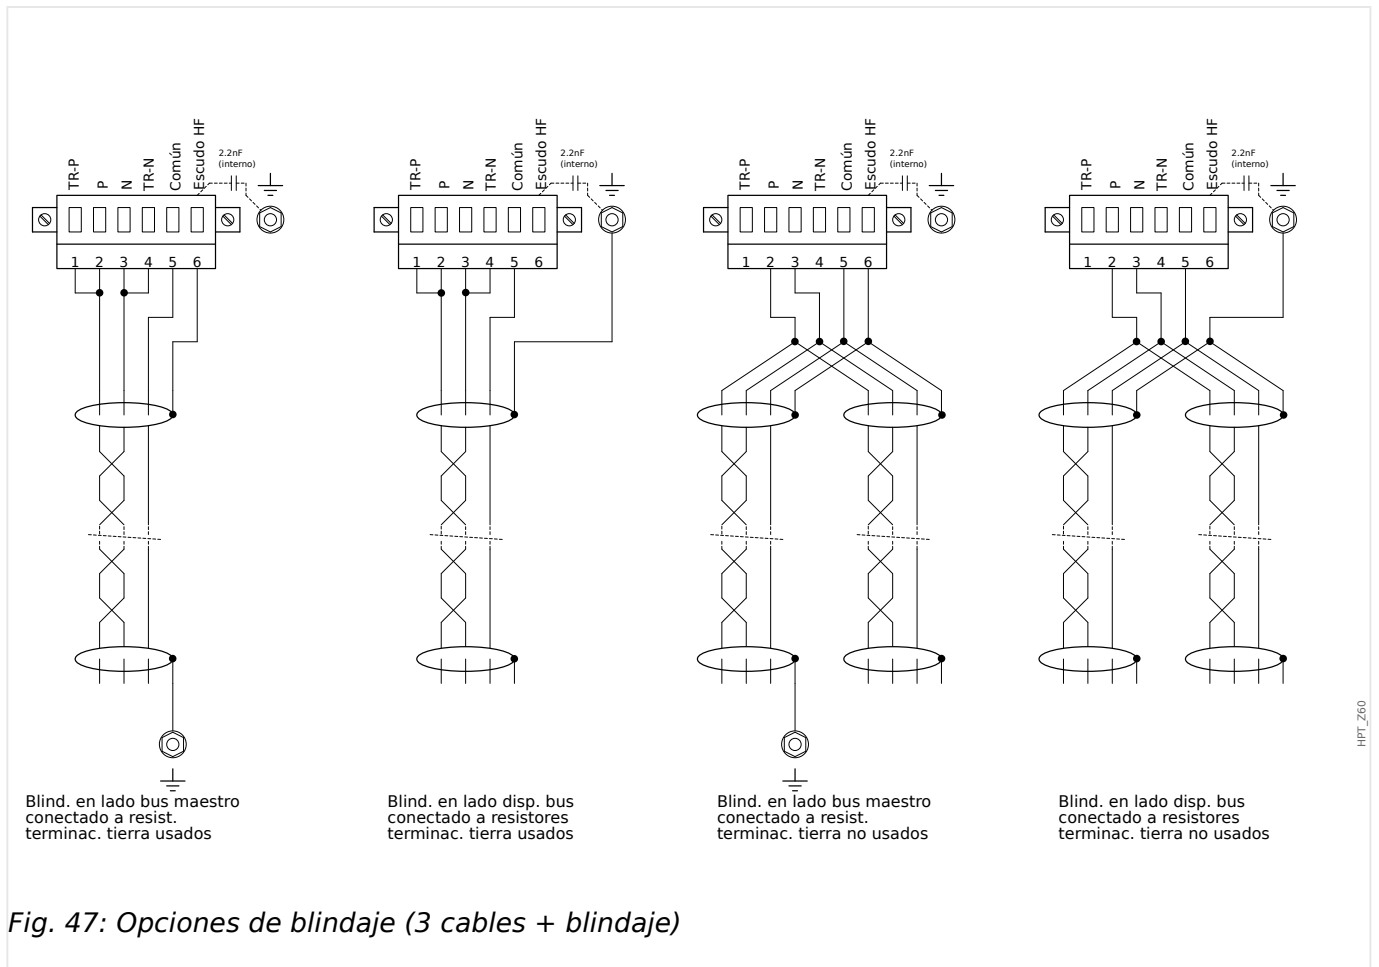 TR-P
P
N
TR-N
Común
Escudo HF
2.2nF
(interno)
1 2 3 4 5 6
Blind. en lado bus maestro
conectado a resist.
terminac. tierra usados
TR-P
P
N
TR-N
Común
Escudo HF
2.2nF
(interno)
1 2 3 4 5 6
Blind. en lado disp. bus
conectado a resistores
terminac. tierra usados
TR-P
P
N
TR-N
Común
Escudo HF
2.2nF
(interno)
1 2 3 4 5 6
Blind. en lado bus maestro
conectado a resist.
terminac. tierra no usados
TR-P
P
N
TR-N
Común
Escudo HF
2.2nF
(interno)
1 2 3 4 5 6
Blind. en lado disp. bus
conectado a resistores
terminac. tierra no usados
HPT_Z60
Fig. 47: Opciones de blindaje (3 cables + blindaje)